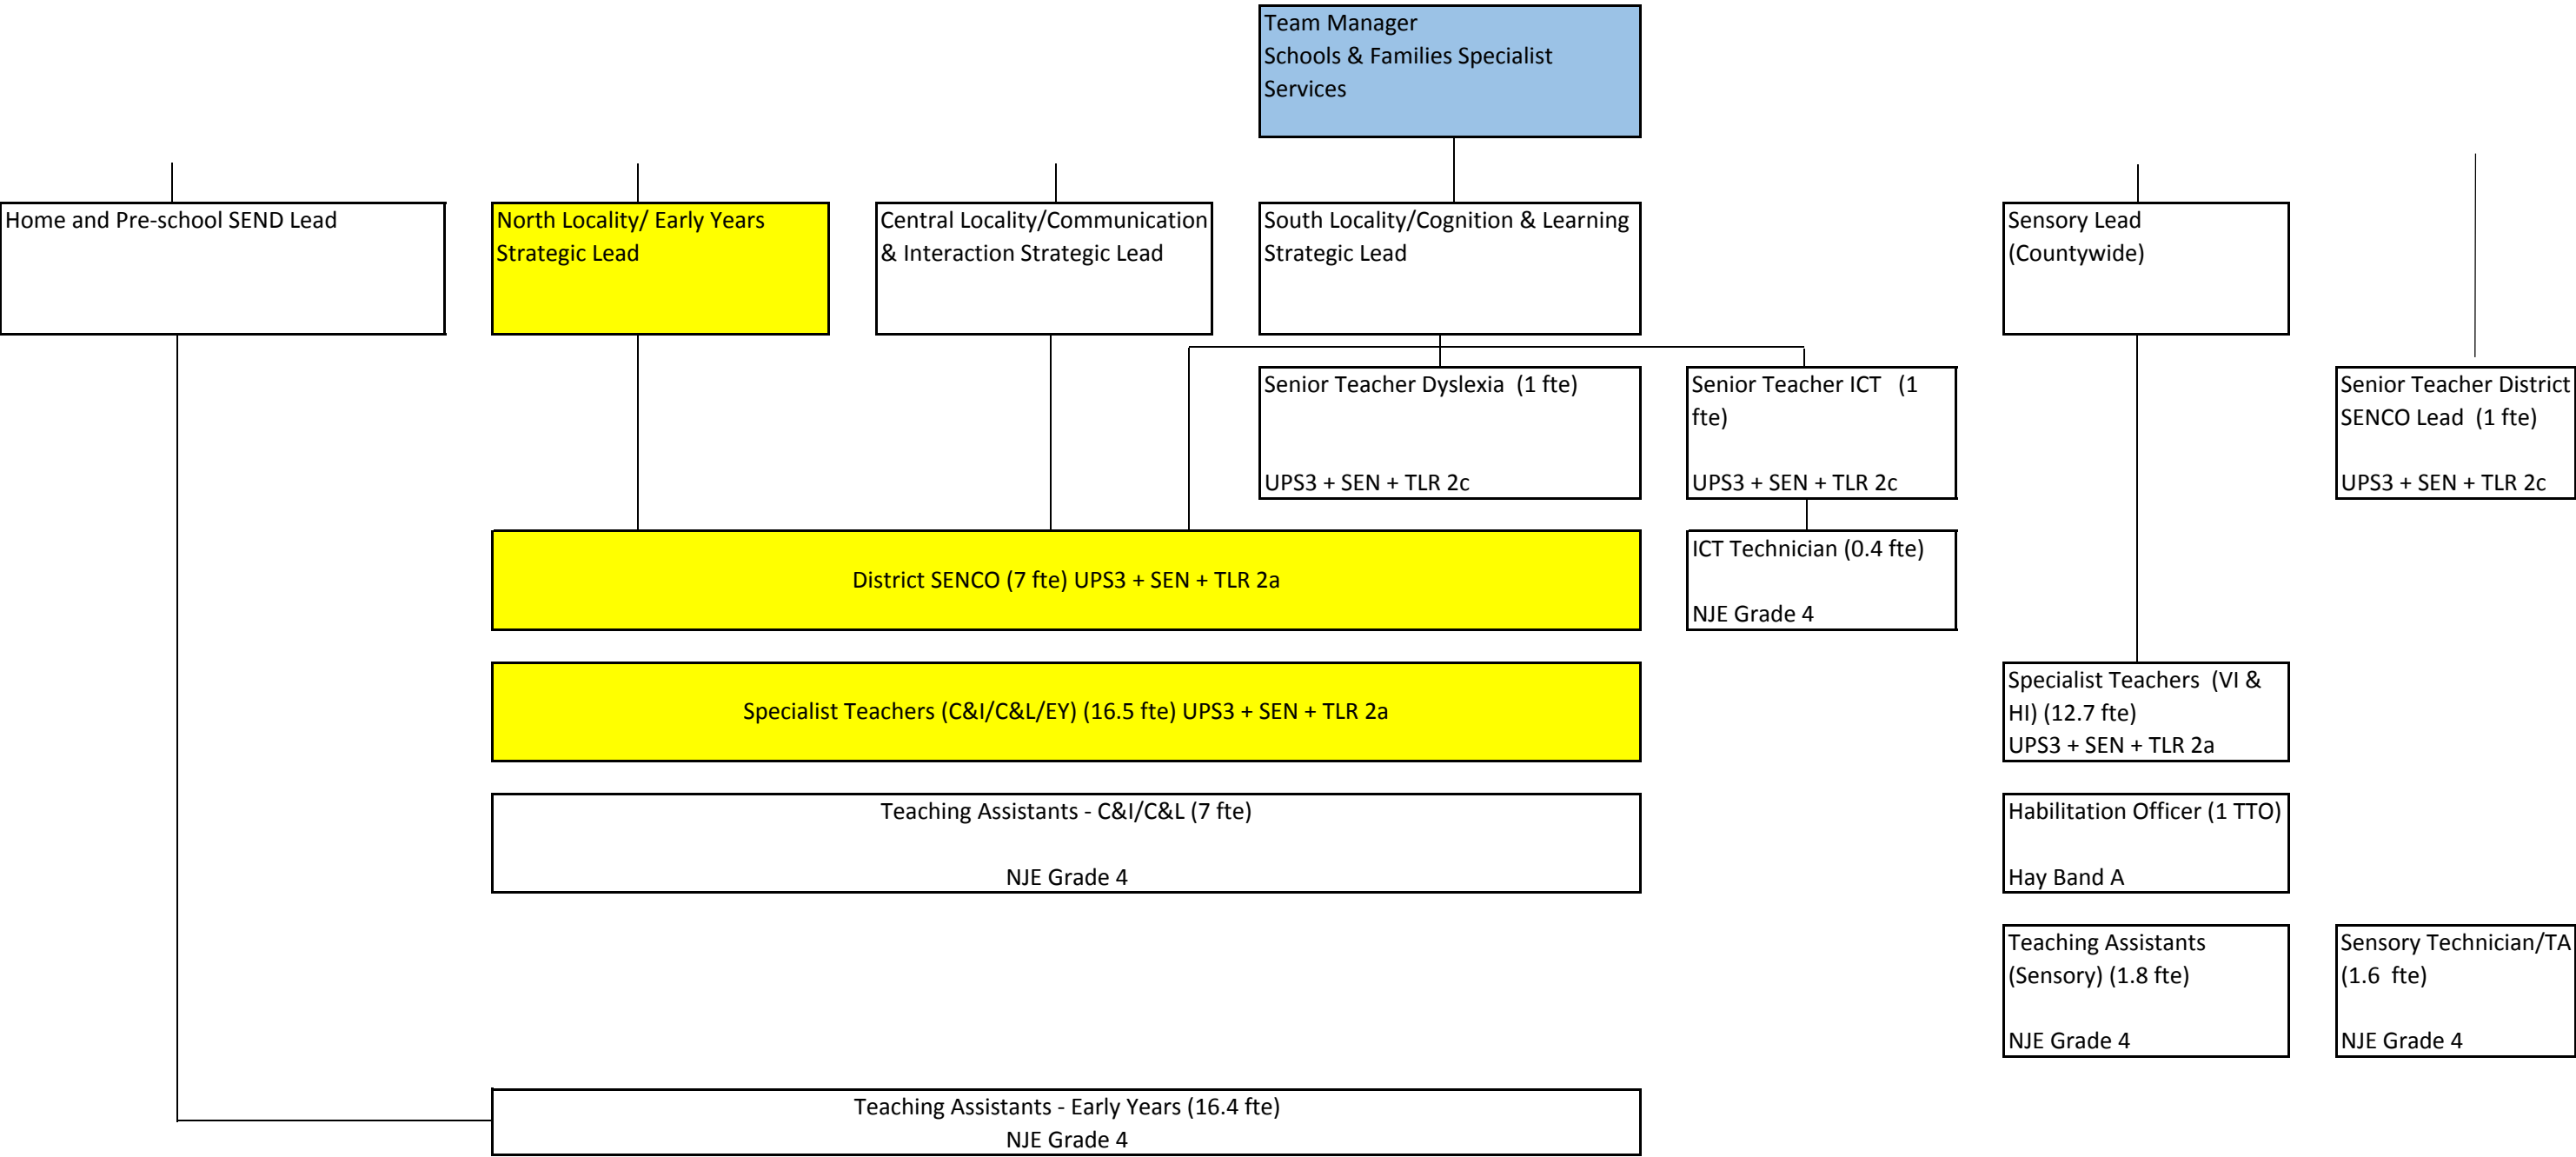 Team Manager
Schools & Families Specialist
Services
Home and Pre-school SEND Lead
North Locality/ Early Years
Strategic Lead
Central Locality/Communication
& Interaction Strategic Lead
South Locality/Cognition & Learning
Strategic Lead
Sensory Lead
(Countywide)
Senior Teacher Dyslexia  (1 fte)
UPS3 + SEN + TLR 2c
Senior Teacher ICT   (1
fte)
UPS3 + SEN + TLR 2c
Senior Teacher District
SENCO Lead  (1 fte)
UPS3 + SEN + TLR 2c
District SENCO (7 fte) UPS3 + SEN + TLR 2a
ICT Technician (0.4 fte)
NJE Grade 4
Specialist Teachers (C&I/C&L/EY) (16.5 fte) UPS3 + SEN + TLR 2a
Specialist Teachers  (VI &
HI) (12.7 fte)
UPS3 + SEN + TLR 2a
Teaching Assistants - C&I/C&L (7 fte)
NJE Grade 4
Habilitation Officer (1 TTO)
Hay Band A
Teaching Assistants
(Sensory) (1.8 fte)
NJE Grade 4
Sensory Technician/TA
(1.6  fte)
NJE Grade 4
Teaching Assistants - Early Years (16.4 fte)
NJE Grade 4